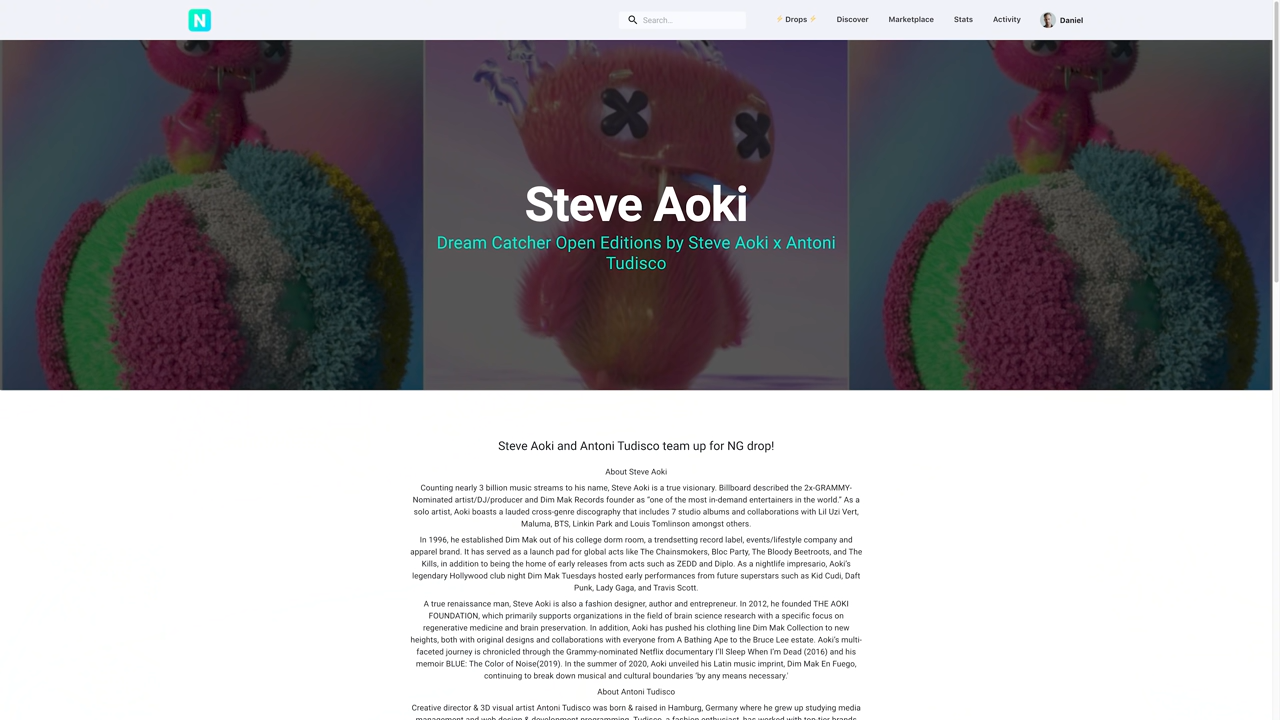 N
Search...
⚡ Drops ⚡
Discover
Marketplace
Stats
Activity
Daniel
Steve Aoki
Dream Catcher Open Editions by Steve Aoki x Antoni
Tudisco
Steve Aoki and Antoni Tudisco team up for NG drop!
About Steve Aoki
Counting nearly 3 billion music streams to his name, Steve Aoki is a true visionary. Billboard described the 2x-GRAMMY-
Nominated artist/DJ/producer and Dim Mak Records founder as “one of the most in-demand entertainers in the world.” As a
solo artist, Aoki boasts a lauded cross-genre discography that includes 7 studio albums and collaborations with Lil Uzi Vert,
Maluma, BTS, Linkin Park and Louis Tomlinson amongst others.
In 1996, he established Dim Mak out of his college dorm room, a trendsetting record label, events/lifestyle company and
apparel brand. It has served as a launch pad for global acts like The Chainsmokers, Bloc Party, The Bloody Beetroots, and The
Kills, in addition to being the home of early releases from acts such as ZEDD and Diplo. As a nightlife impresario, Aoki’s
legendary Hollywood club night Dim Mak Tuesdays hosted early performances from future superstars such as Kid Cudi, Daft
Punk, Lady Gaga, and Travis Scott.
A true renaissance man, Steve Aoki is also a fashion designer, author and entrepreneur. In 2012, he founded THE AOKI
FOUNDATION, which primarily supports organizations in the field of brain science research with a specific focus on
regenerative medicine and brain preservation. In addition, Aoki has pushed his clothing line Dim Mak Collection to new
heights, both with original designs and collaborations with everyone from A Bathing Ape to the Bruce Lee estate. Aoki’s multi-
faceted journey is chronicled through the Grammy-nominated Netflix documentary I’ll Sleep When I’m Dead (2016) and his
memoir BLUE: The Color of Noise(2019). In the summer of 2020, Aoki unveiled his Latin music imprint, Dim Mak En Fuego,
continuing to break down musical and cultural boundaries ‘by any means necessary.’
About Antoni Tudisco
Creative director & 3D visual artist Antoni Tudisco was born & raised in Hamburg, Germany where he grew up studying media
management and web design & development programming. Tudisco, a fashion enthusiast, has worked with top tier brands